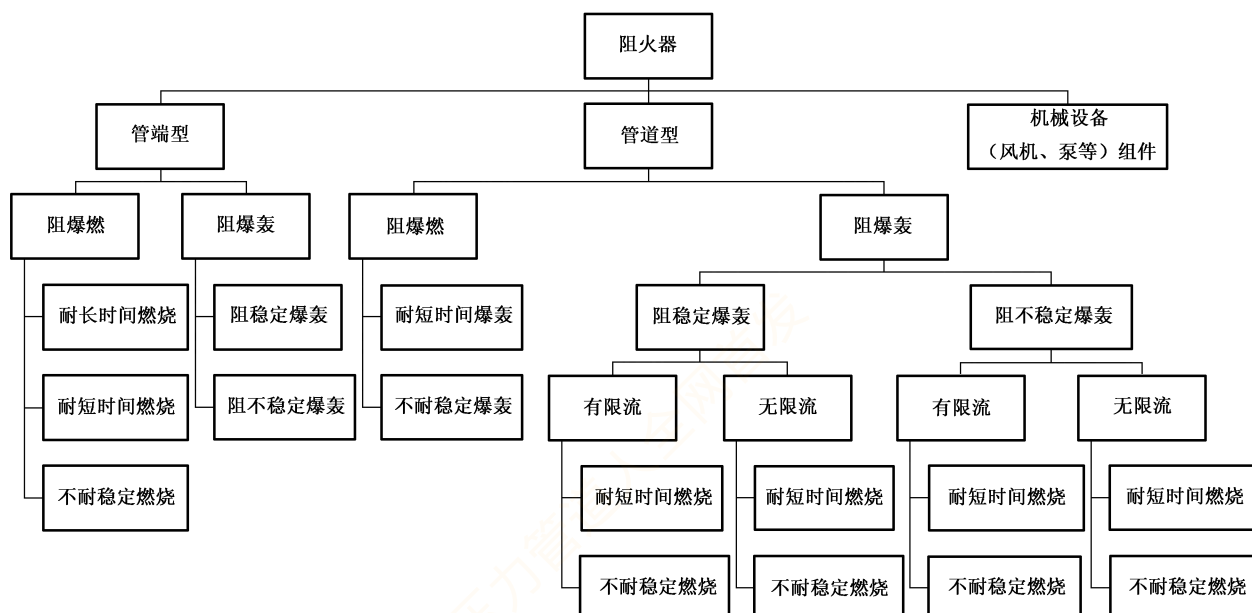 阻火器
管端型
管道型
机械设备
（风机、泵等）组件
阻爆燃
阻爆轰
阻爆燃
阻爆轰
耐长时间燃烧
阻稳定爆轰
耐短时间爆轰
阻稳定爆轰
阻不稳定爆轰
耐短时间燃烧
阻不稳定爆轰
不耐稳定爆轰
有限流
无限流
有限流
无限流
不耐稳定燃烧
耐短时间燃烧
耐短时间燃烧
耐短时间燃烧
耐短时间燃烧
不耐稳定燃烧
不耐稳定燃烧
不耐稳定燃烧
不耐稳定燃烧